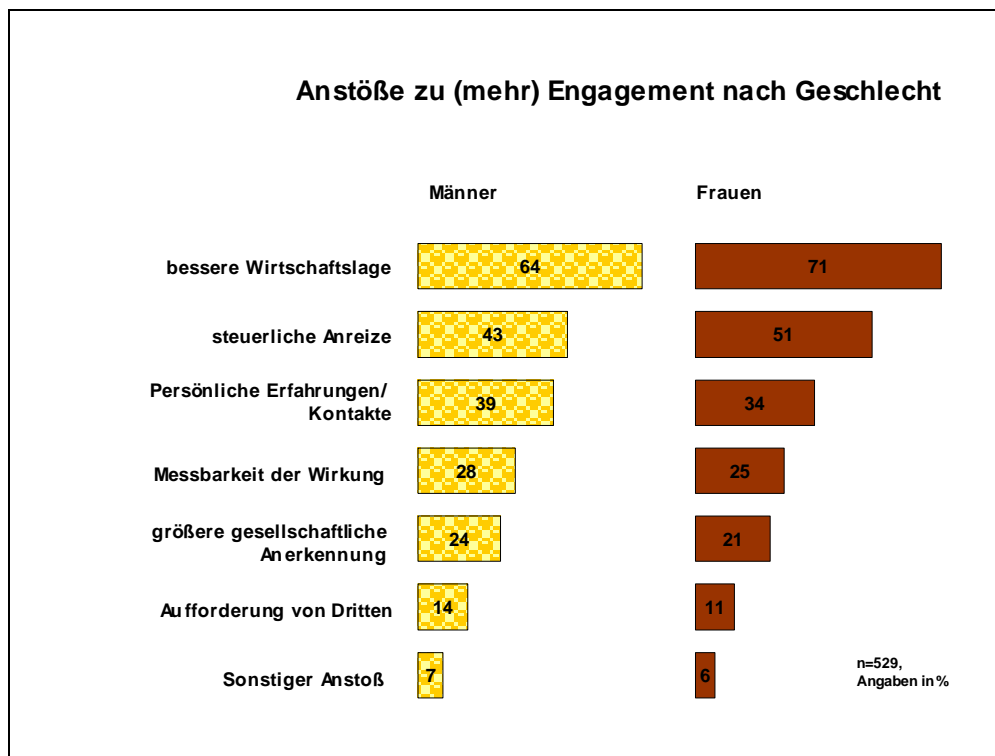 Anstöße zu (mehr) Engagement nach Geschlecht
Männer Frauen
bessere Wirtschaftslage 64 71
steuerliche Anreize 43 51
Persönliche Erfahrungen/
Kontakte 39 34
Messbarkeit der Wirkung 28 25
größere gesellschaftliche
Anerkennung 24 21
Aufforderung von Dritten 14 11
Sonstiger Anstoß 7 6
n=529,
Angaben in %